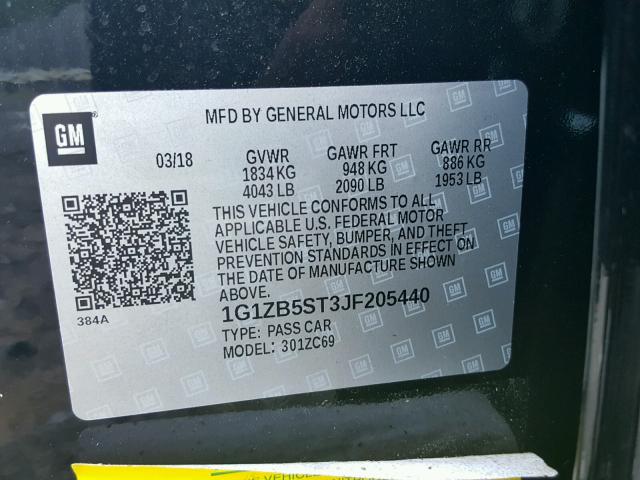 MFD BY GENERAL MOTORS LLC
GM
03/18 GVWR GAWR FRT GAWR RR
1834 KG 948 KG 886 KG
4043 LB 2090 LB 1953 LB
THIS VEHICLE CONFORMS TO ALL
APPLICABLE U.S. FEDERAL MOTOR
VEHICLE SAFETY, BUMPER, AND THEFT
PREVENTION STANDARDS IN EFFECT ON
THE DATE OF MANUFACTURE SHOWN
ABOVE.
384A
1G1ZB5ST3JF205440
TYPE: PASS CAR
MODEL: 301ZC69